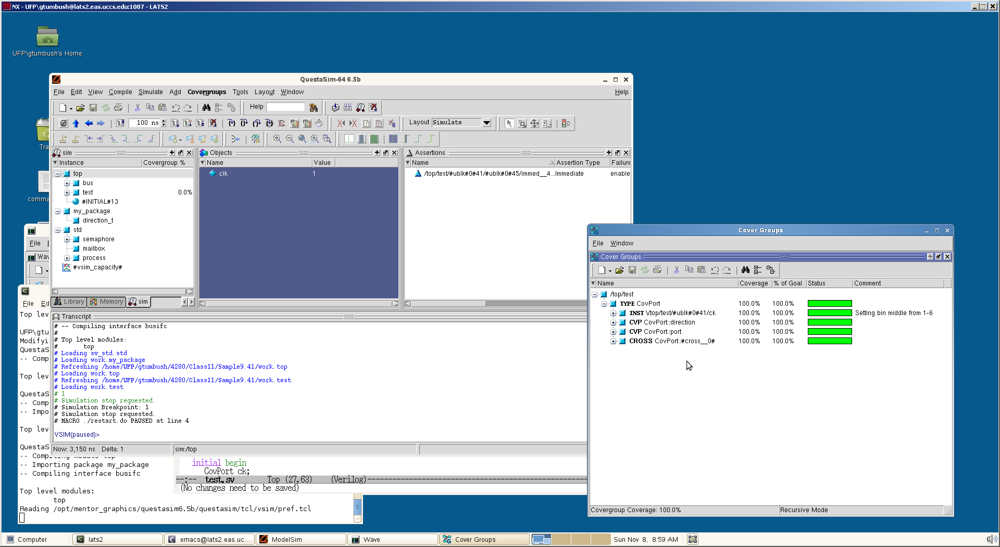 NX - UFP\gtumbush@lats2.eas.uccs.edu:1087 - LATS2
UFP\gtumbush's Home
QuestaSim-64 6.5b
File Edit View Compile Simulate Add Covergroups Tools Layout Window Help
Help
100 ns
Layout Simulate
Tra
comma
sim
Instance Covergroup %
top
bus
test 0.0%
#INITIAL#13
my_package
direction_t
std
semaphore
mailbox
process
#vsim_capacity#
Library Memory sim
Objects
Name Value
clk 1
Assertions
Name Assertion Type Failure
/top/test/#ublk#0#41/#ublk#0#45/immed__4... Immediate enable
Transcript
# -- Compiling interface busifc
#
# Top level modules:
# top
# Loading sv_std.std
# Loading work.my_package
# Refreshing /home/UFP/gtumbush/4280/Class11/Sample9.41/work.top
# Loading work.top
# Refreshing /home/UFP/gtumbush/4280/Class11/Sample9.41/work.test
# Loading work.test
# 1
# Simulation stop requested.
# Simulation Breakpoint: 1
# Simulation stop requested.
# MACRO ./restart.do PAUSED at line 4
VSIM(paused)>
Now: 3,150 ns Delta: 1 sim:/top
File E
Wav
File Ed
Top lev
UFP\gtu
Modifyi
QuestaS
-- Comp
Top lev
QuestaS
-- Comp
-- Impo
Top lev
QuestaS
-- Compiling module top
-- Importing package my_package
-- Compiling interface busifc
Top level modules:
top
Reading /opt/mentor_graphics/questasim6.5b/questasim/tcl/vsim/pref.tcl
initial begin
CovPort ck;
--:-- test.sv Top (27,63) (Verilog)
(No changes need to be saved)
Cover Groups
File Window
Cover Groups
Name Coverage % of Goal Status Comment
/top/test
TYPE CovPort 100.0% 100.0%
INST \/top/test/#ublk#0#41/ck 100.0% 100.0% Setting bin middle from 1-6
CVP CovPort::direction 100.0% 100.0%
CVP CovPort::port 100.0% 100.0%
CROSS CovPort::#cross__0# 100.0% 100.0%
Covergroup Coverage: 100.0% Recursive Mode
Computer lats2 emacs@lats2.eas.uc... ModelSim Wave Cover Groups Sun Nov 8, 8:59 AM